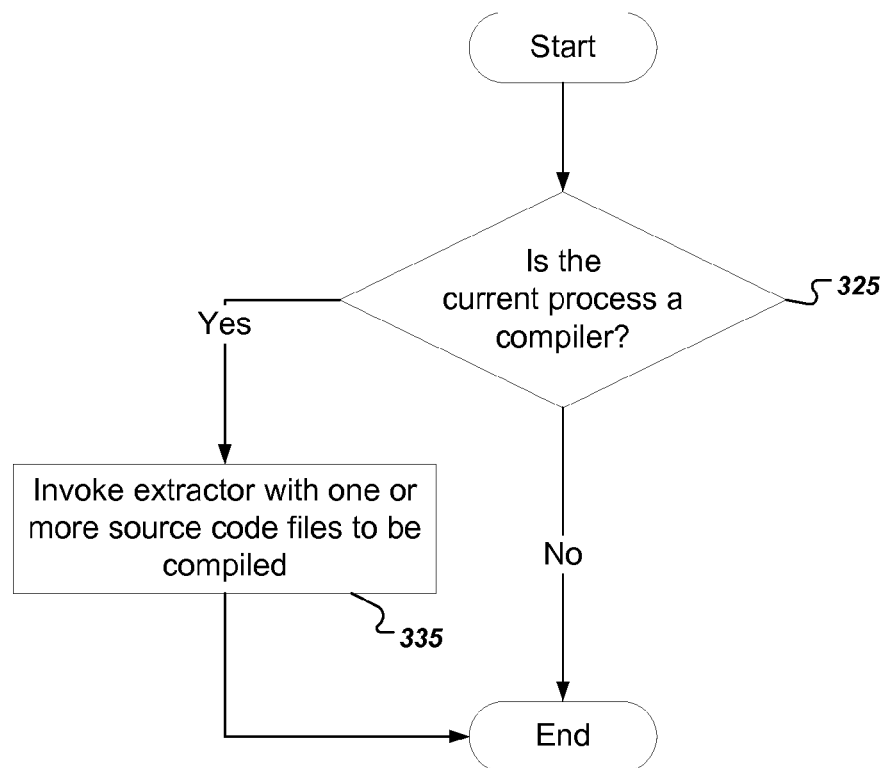 Start
Is the
current process a
compiler?
325
Yes
Invoke extractor with one or
more source code files to be
compiled
335
No
End